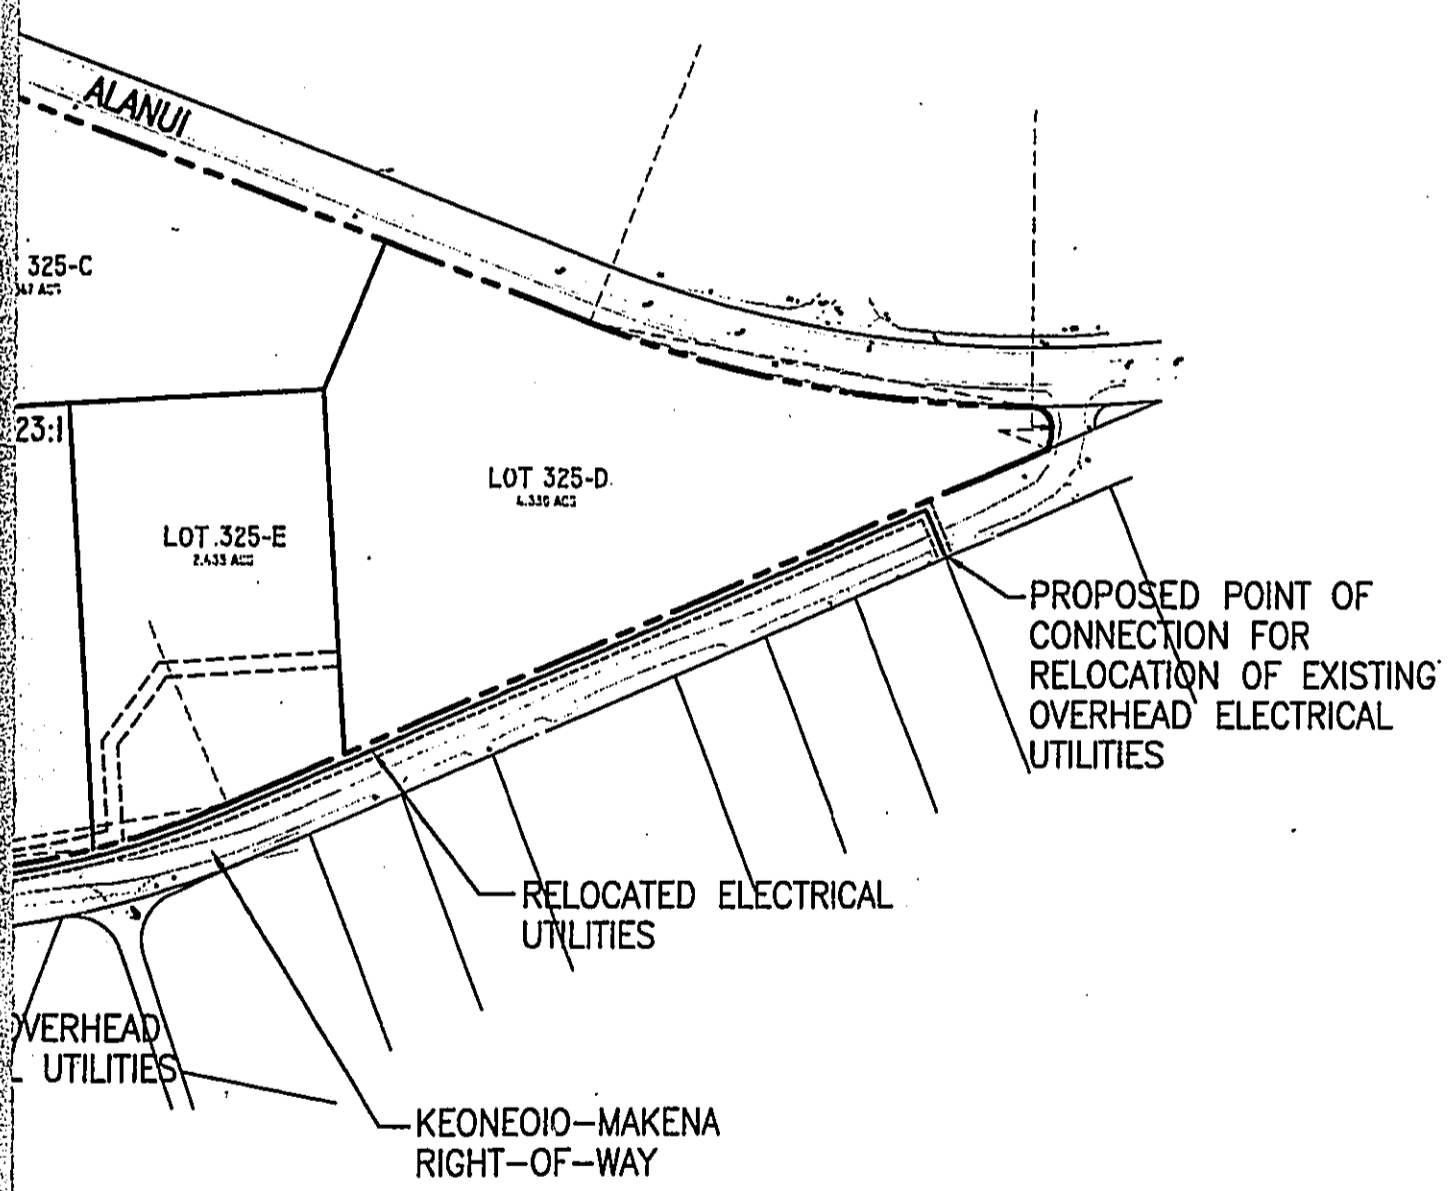 ALANUI
325-C
23:1
LOT 325-D
LOT 325-E
PROPOSED POINT OF
CONNECTION FOR
RELOCATION OF EXISTING
OVERHEAD ELECTRICAL
UTILITIES
RELOCATED ELECTRICAL
UTILITIES
OVERHEAD
L UTILITIES
KEONEOIO-MAKENA
RIGHT-OF-WAY